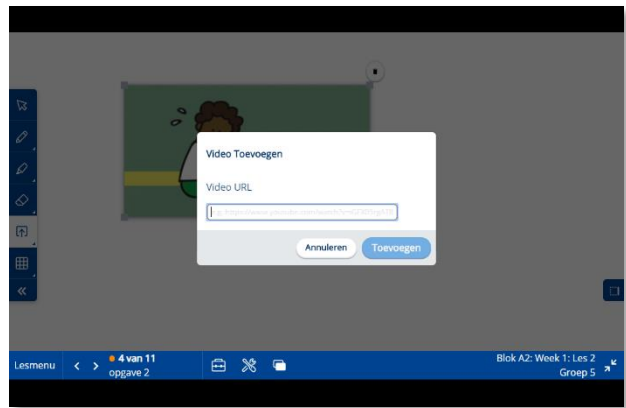 Video Toevoegen
Video URL
Annuleren
Toevoegen
Lesmenu
4 van 11
opgave 2
Blok A2: Week 1: Les 2
Groep 5